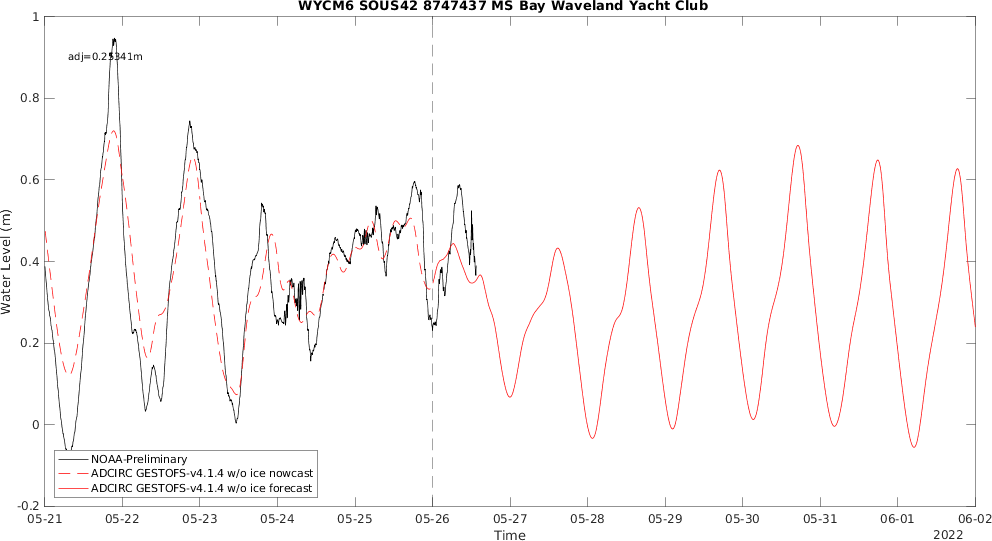 WYCM6 SOUS42 8747437 MS Bay Waveland Yacht Club
adj=0.25341m
Water Level (m)
1
0.8
0.6
0.4
0.2
0
-0.2
NOAA-Preliminary
ADCIRC GESTOFS-v4.1.4 w/o ice nowcast
ADCIRC GESTOFS-v4.1.4 w/o ice forecast
05-21 05-22 05-23 05-24 05-25 05-26 05-27 05-28 05-29 05-30 05-31 06-01 06-02
Time
2022